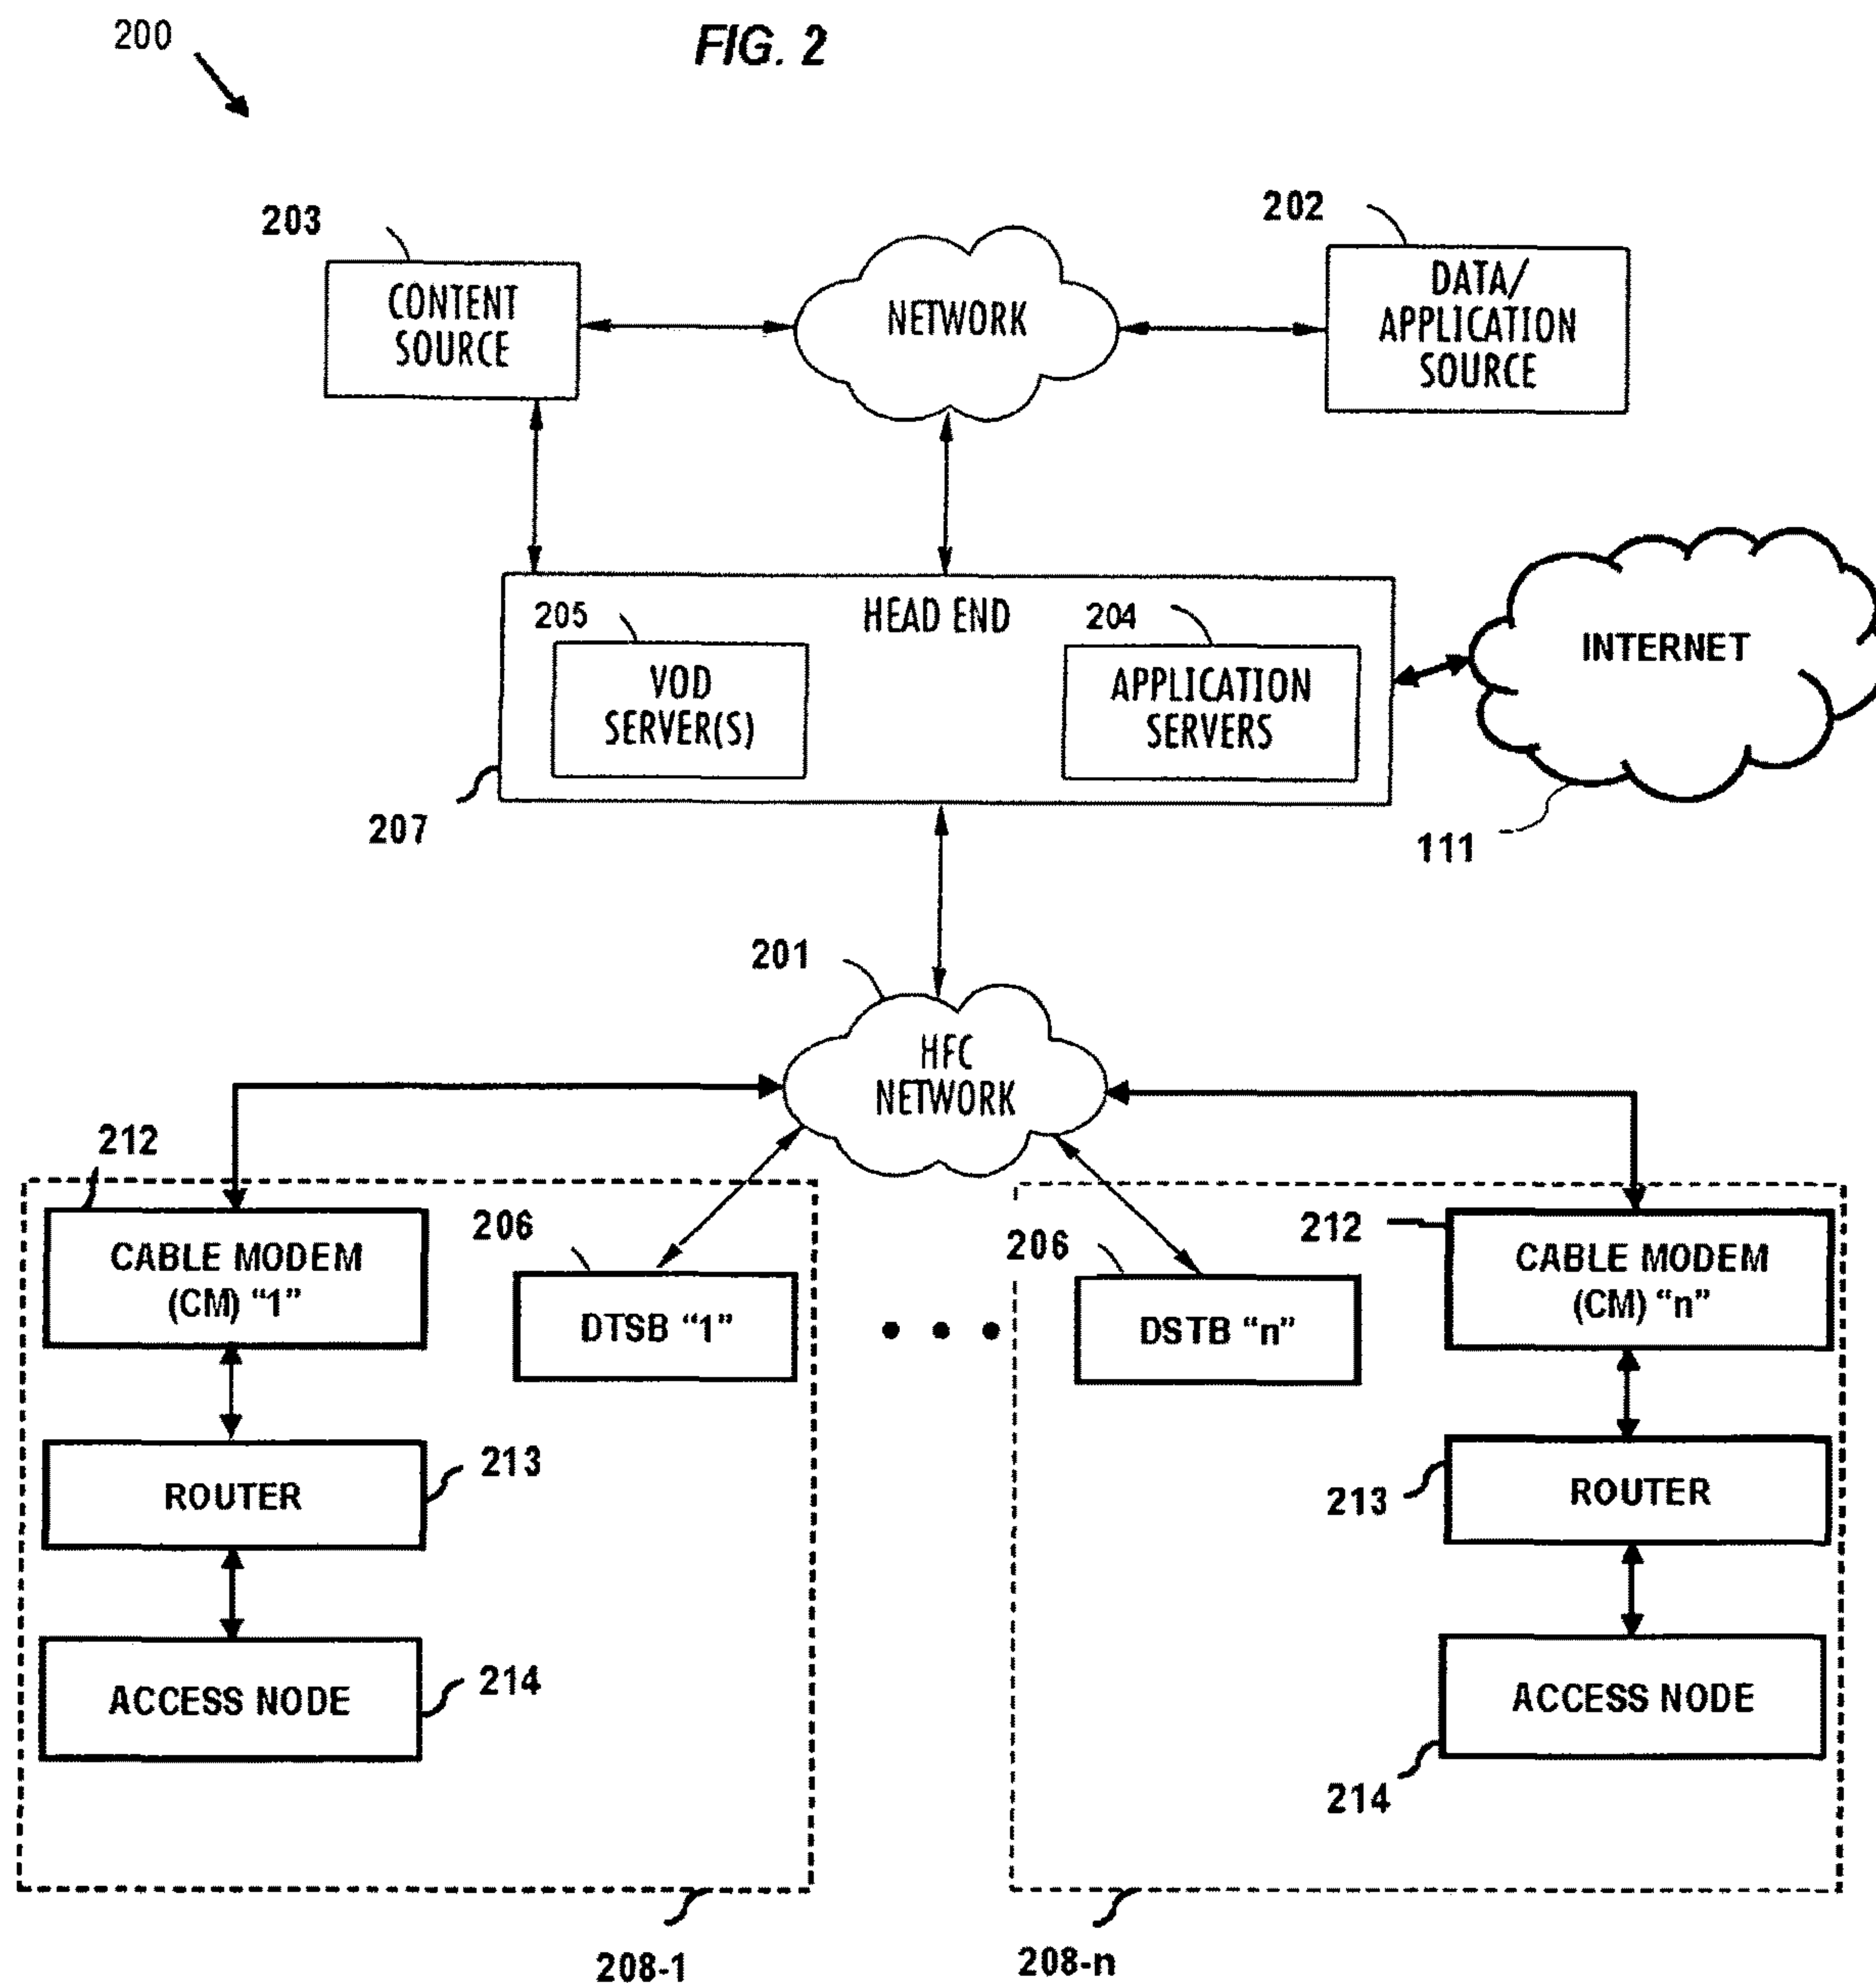 200
FIG. 2
203
202
CONTENT
SOURCE
NETWORK
DATA/
APPLICATION
SOURCE
HEAD END
205
204
VOD
SERVER(S)
APPLICATION
SERVERS
INTERNET
207
111
201
HFC
NETWORK
212
206
206
212
CABLE MODEM
(CM) “1”
DTSB “1”
DSTB “n”
CABLE MODEM
(CM) “n”
ROUTER
213
213
ROUTER
ACCESS NODE
214
214
ACCESS NODE
208-1
208-n